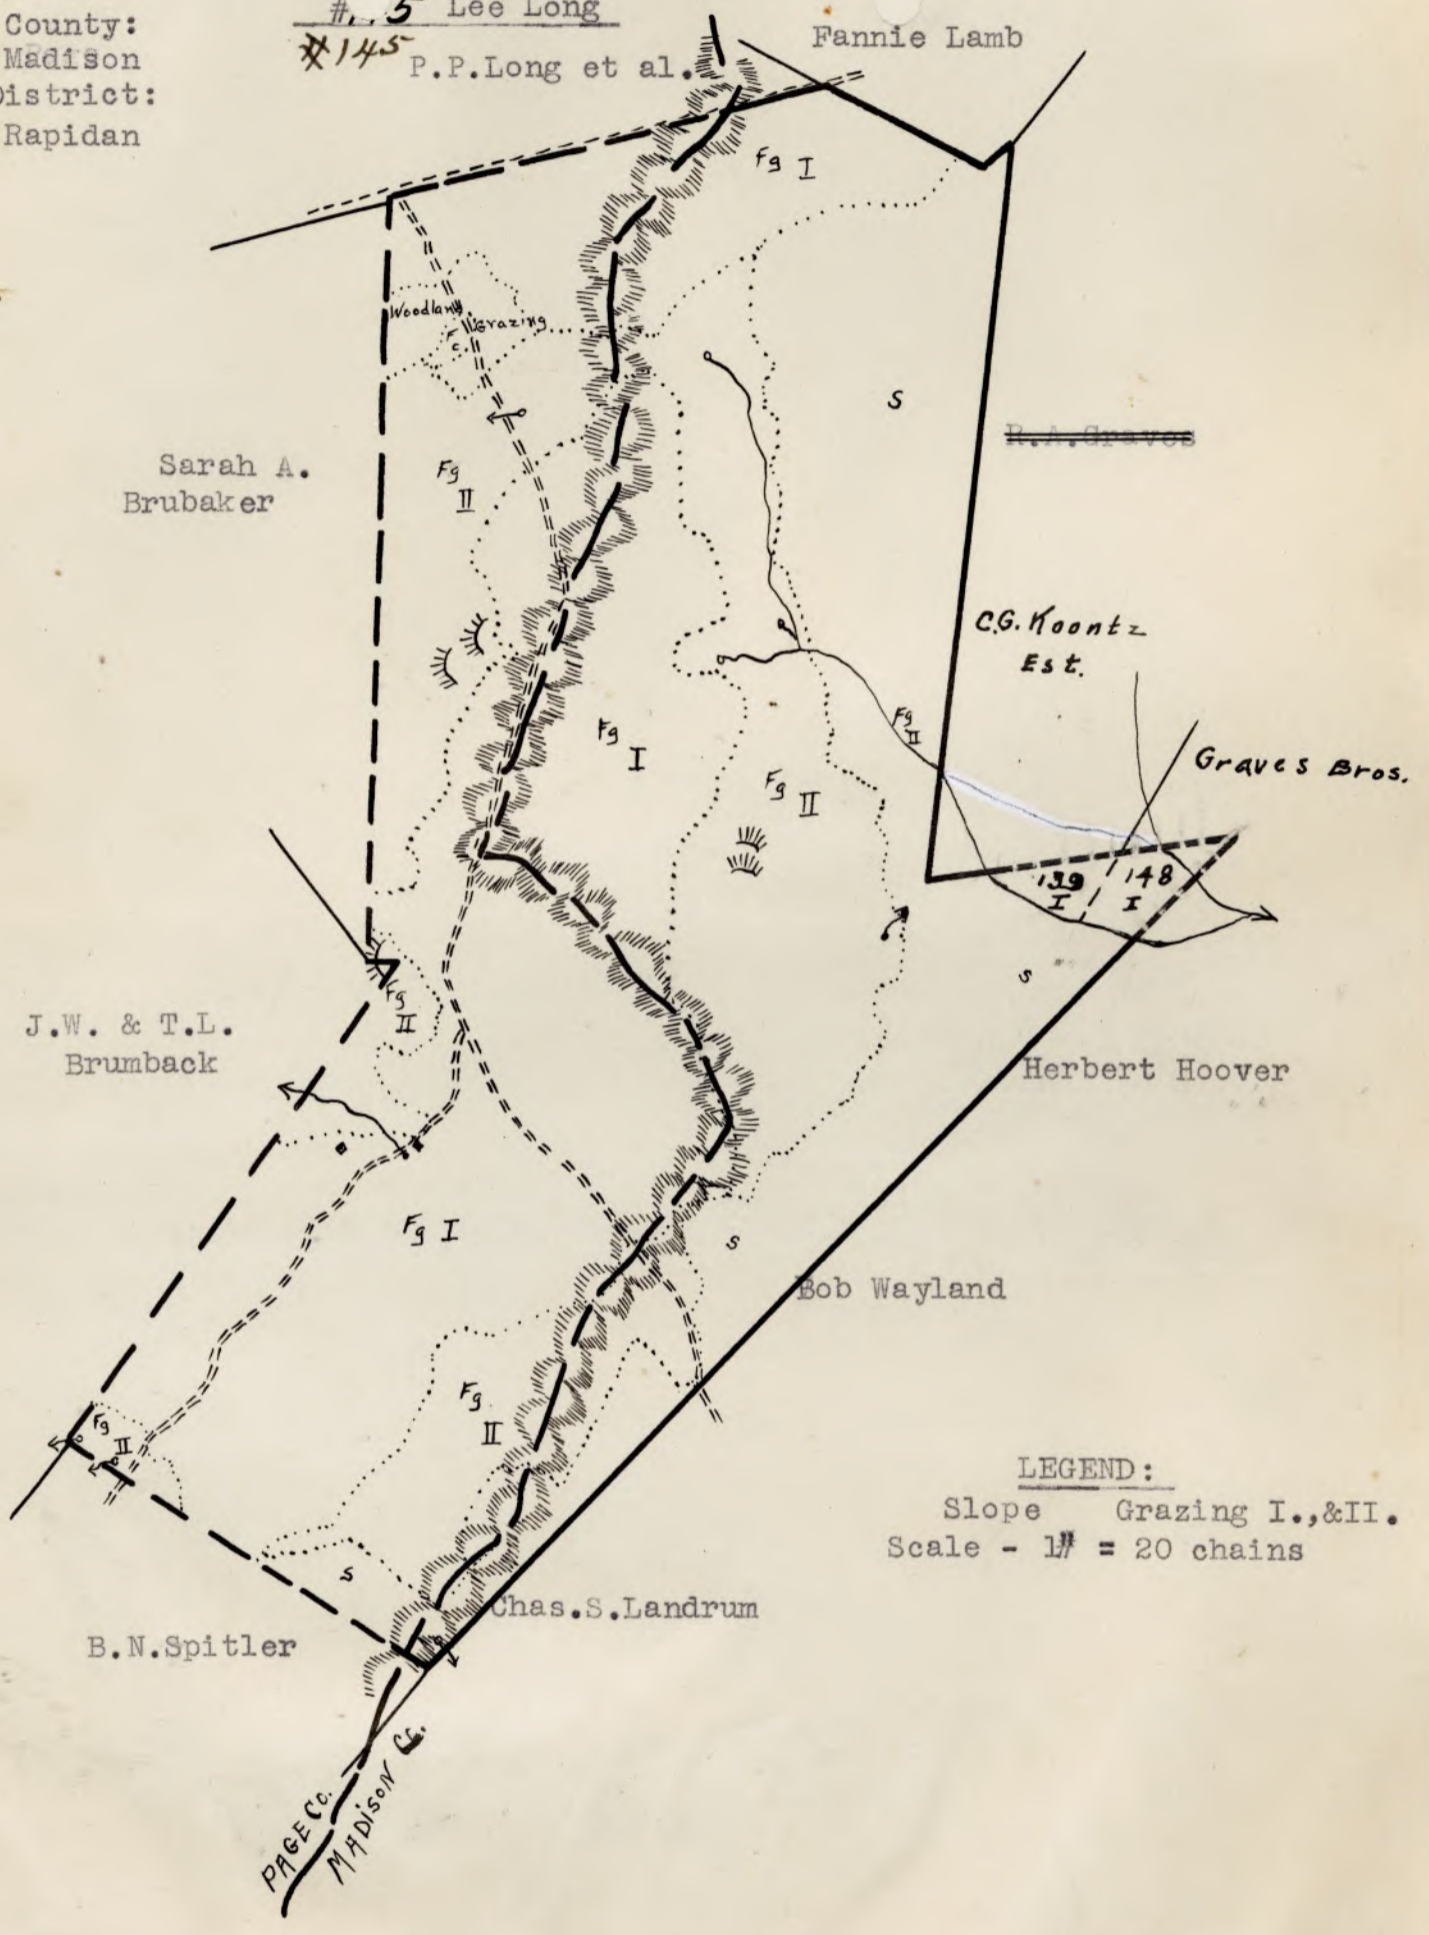 County:
Madison
District:
Rapidan
Lee Long
#145
P.P.Long et al.
Fannie Lamb
Fg I
Woodland Grazing
S
R.A.Graves
Sarah A.
Brubaker
Fg
II
C.G. Koontz
Est.
Fg
II
Fg
I
Graves Bros.
Fg
II
139
I
148
I
S
Fg
II
J.W. & T.L.
Brumback
Herbert Hoover
Fg I
S
Bob Wayland
Fg
II
Fg
II
LEGEND:
Slope Grazing I.,&II.
Scale - 1" = 20 chains
S
Chas.S.Landrum
B.N.Spitler
PAGE Co.
MADISON Co.